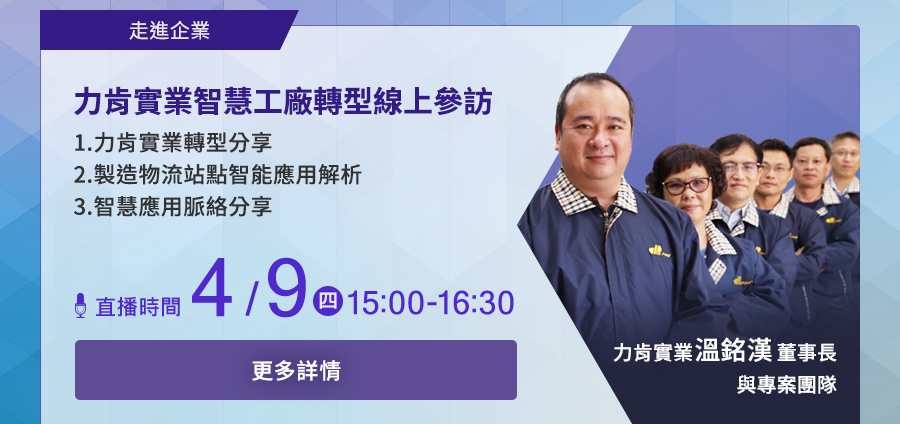 走進企業
力肯實業智慧工廠轉型線上參訪
1.力肯實業轉型分享
2.製造物流站點智能應用解析
3.智慧應用脈絡分享
直播時間 4/9 四 15:00-16:30
更多詳情
力肯實業溫銘漢董事長
與專案團隊